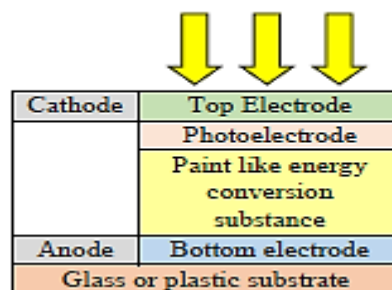 Cathode Top Electrode
Photoelectrode
Paint like energy
conversion
substance
Anode Bottom electrode
Glass or plastic substrate